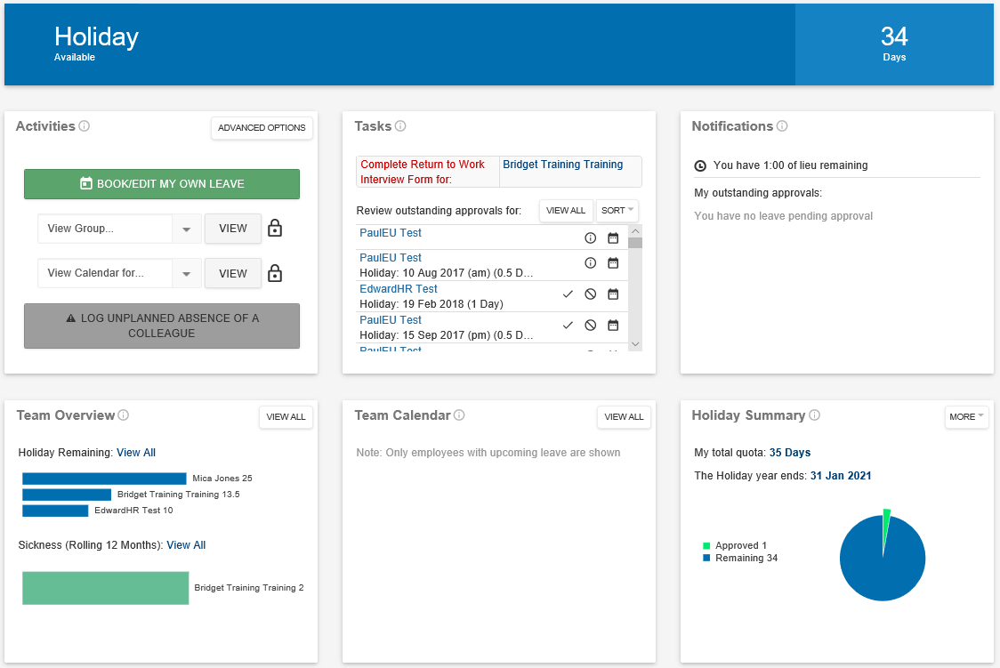 Holiday
Available
34
Days
Activities
ADVANCED OPTIONS
BOOK/EDIT MY OWN LEAVE
View Group...
VIEW
View Calendar for...
VIEW
LOG UNPLANNED ABSENCE OF A
COLLEAGUE
Tasks
Complete Return to Work
Interview Form for:
Bridget Training Training
Review outstanding approvals for:
VIEW ALL
SORT
PaulEU Test
PaulEU Test
Holiday: 10 Aug 2017 (am) (0.5 D...
EdwardHR Test
Holiday: 19 Feb 2018 (1 Day)
PaulEU Test
Holiday: 15 Sep 2017 (pm) (0.5 D...
PaulEU Test
Notifications
You have 1:00 of lieu remaining
My outstanding approvals:
You have no leave pending approval
Team Overview
VIEW ALL
Holiday Remaining: View All
Mica Jones 25
Bridget Training Training 13.5
EdwardHR Test 10
Sickness (Rolling 12 Months): View All
Bridget Training Training 2
Team Calendar
VIEW ALL
Note: Only employees with upcoming leave are shown
Holiday Summary
MORE
My total quota: 35 Days
The Holiday year ends: 31 Jan 2021
Approved 1
Remaining 34